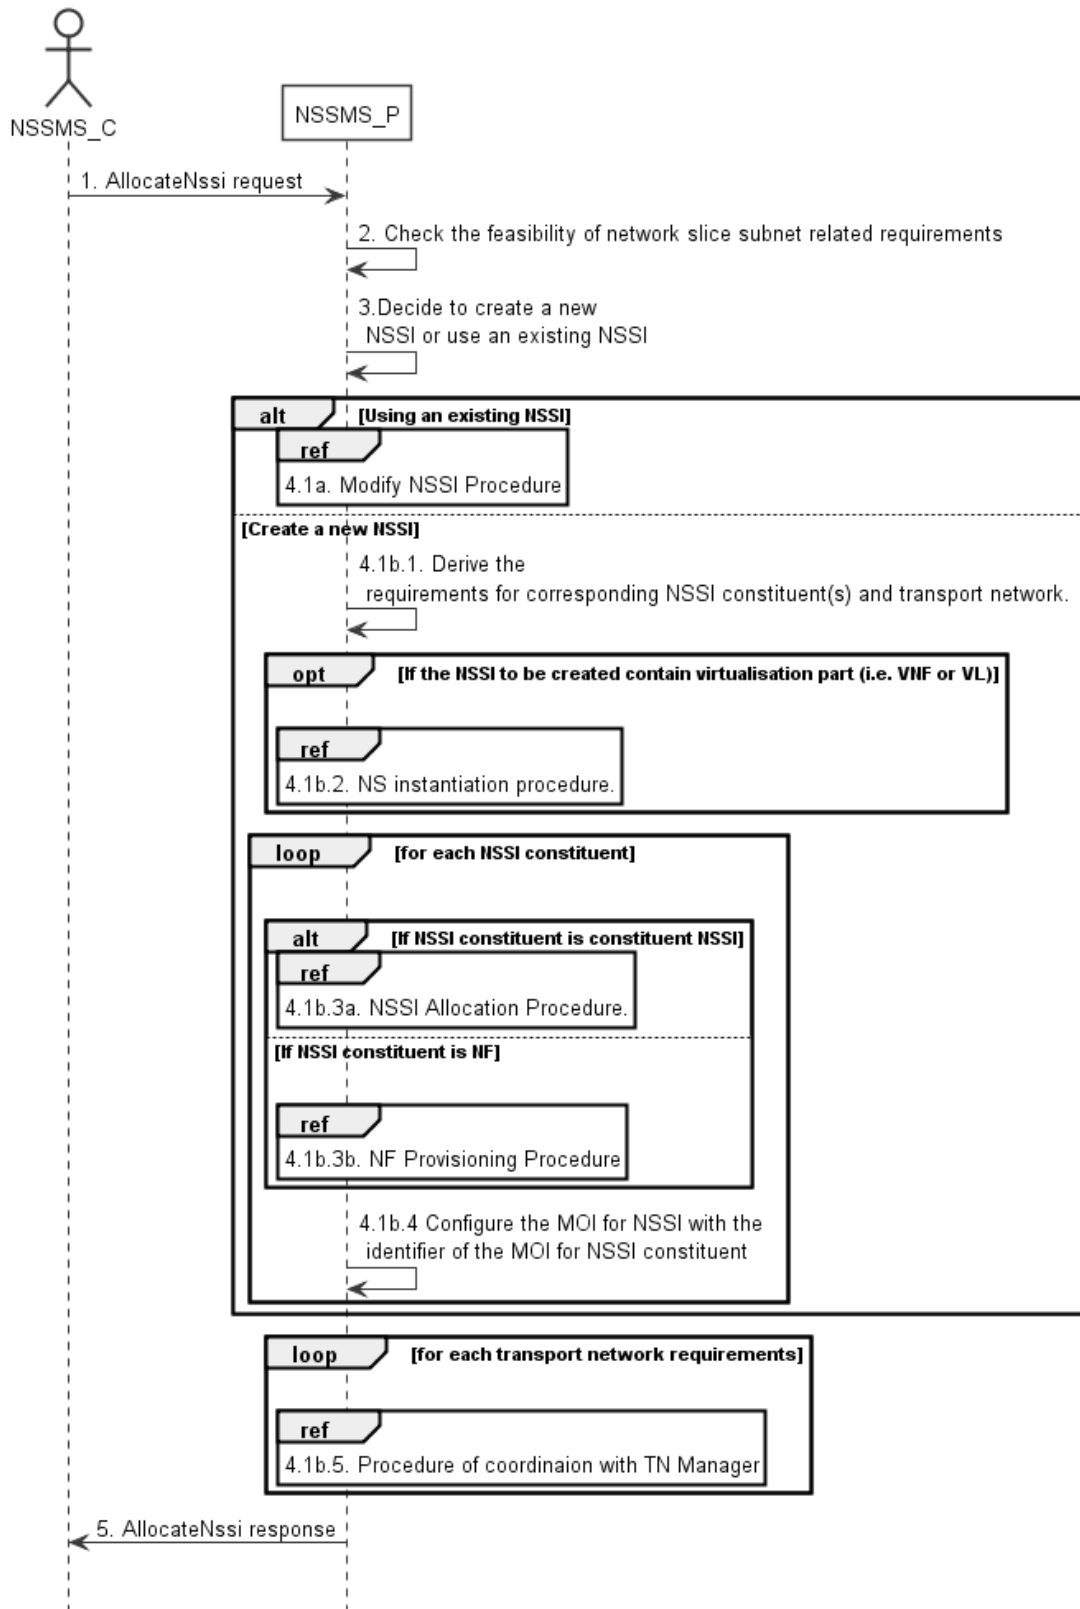 NSSMS_C
NSSMS_P
1. AllocateNssi request
2. Check the feasibility of network slice subnet related requirements
3.Decide to create a new
NSSI or use an existing NSSI
alt [Using an existing NSSI]
ref
4.1a. Modify NSSI Procedure
[Create a new NSSI]
4.1b.1. Derive the
requirements for corresponding NSSI constituent(s) and transport network.
opt [If the NSSI to be created contain virtualisation part (i.e. VNF or VL)]
ref
4.1b.2. NS instantiation procedure.
loop [for each NSSI constituent]
alt [If NSSI constituent is constituent NSSI]
ref
4.1b.3a. NSSI Allocation Procedure.
[If NSSI constituent is NF]
ref
4.1b.3b. NF Provisioning Procedure
4.1b.4 Configure the MOI for NSSI with the
identifier of the MOI for NSSI constituent
loop [for each transport network requirements]
ref
4.1b.5. Procedure of coordinaion with TN Manager
5. AllocateNssi response